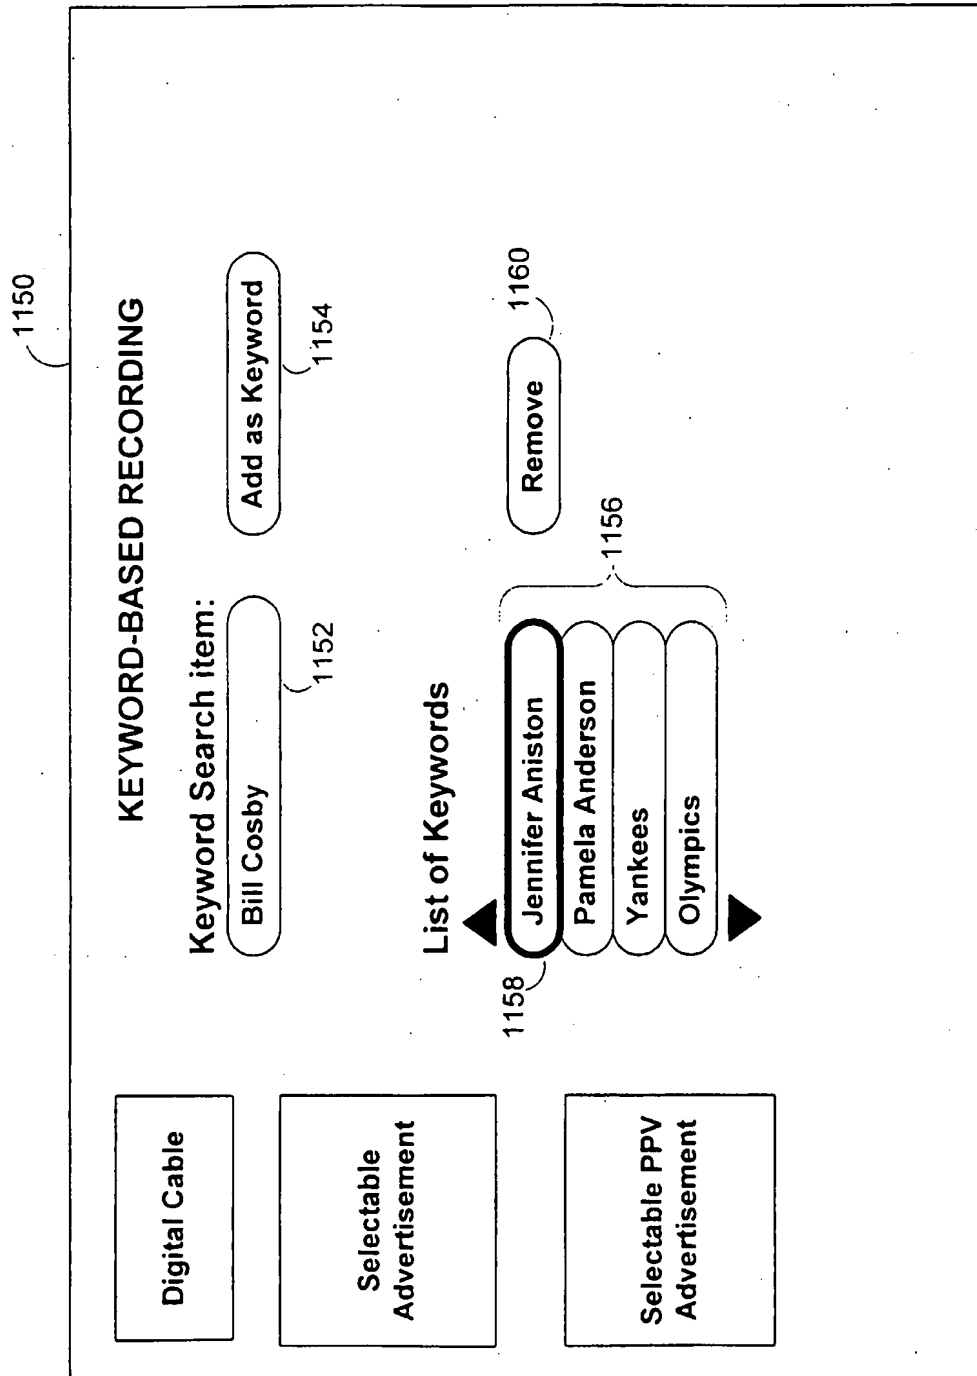 1150
KEYWORD-BASED RECORDING
Digital Cable
Keyword Search item:
Bill Cosby
Add as Keyword
1152
1154
Selectable
Advertisement
List of Keywords
1158
Jennifer Aniston
Remove
1160
Pamela Anderson
Yankees
Olympics
1156
Selectable PPV
Advertisement